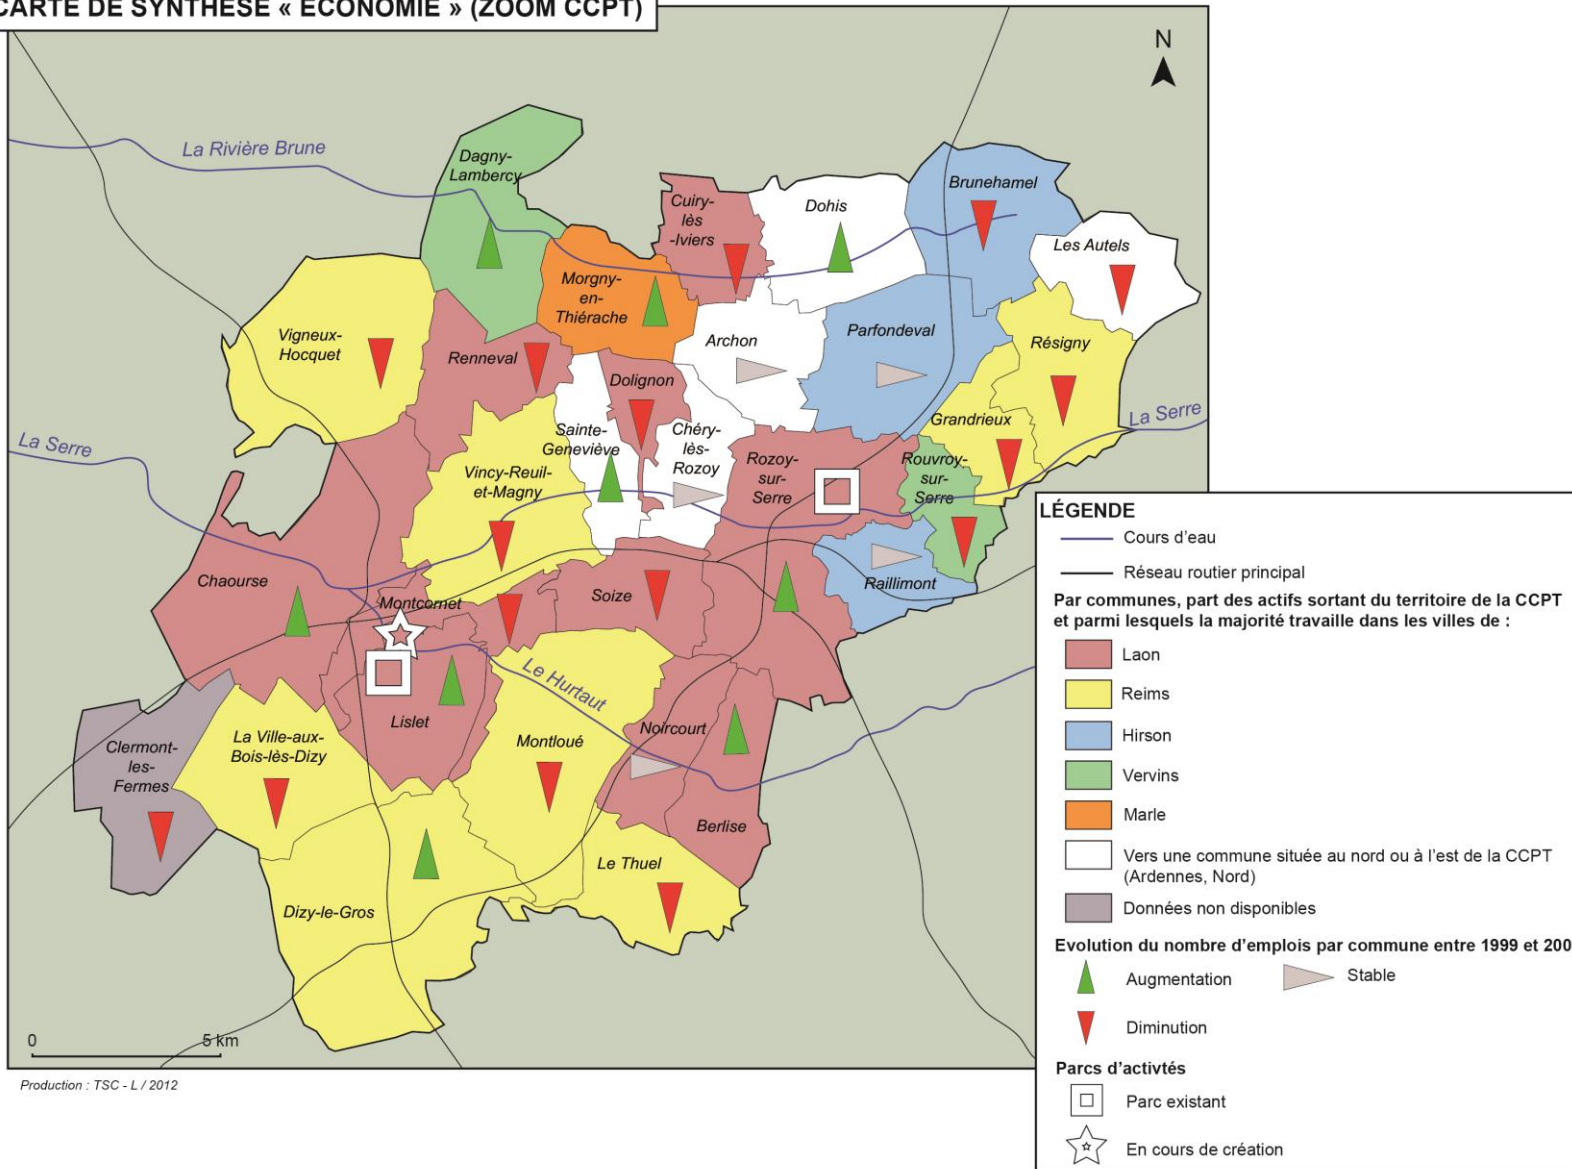 CARTE DE SYNTHÈSE « ECONOMIE » (ZOOM CCPT)
N
La Rivière Brune
Dagny-
Lambercy
Cuiry-
lès
-Iviers
Dohis
Brunehamel
Les Autels
Morgny-
en-
Thiérache
Vigneux-
Hocquet
Renneval
Archon
Parfondeval
Résigny
Dolignon
Grandrieux
La Serre
La Serre
Sainte-
Geneviève
Chéry-
lès-
Rozoy
Vincy-Reuil-
et-Magny
Rozoy-
sur-
Serre
Rouvroy-
sur-
Serre
Chaourse
Montcornet
Soize
Raillimont
Le Hurtaut
Lislet
Noircourt
Montloué
La Ville-aux-
Bois-lès-Dizy
Clermont-
les-
Fermes
Berlise
Le Thuel
Dizy-le-Gros
0
5 km
Production : TSC - L / 2012
LÉGENDE
Cours d'eau
Réseau routier principal
Par communes, part des actifs sortant du territoire de la CCPT
et parmi lesquels la majorité travaille dans les villes de :
Laon
Reims
Hirson
Vervins
Marle
Vers une commune située au nord ou à l'est de la CCPT
(Ardennes, Nord)
Données non disponibles
Evolution du nombre d'emplois par commune entre 1999 et 200
Augmentation
Stable
Diminution
Parcs d'activtés
Parc existant
En cours de création